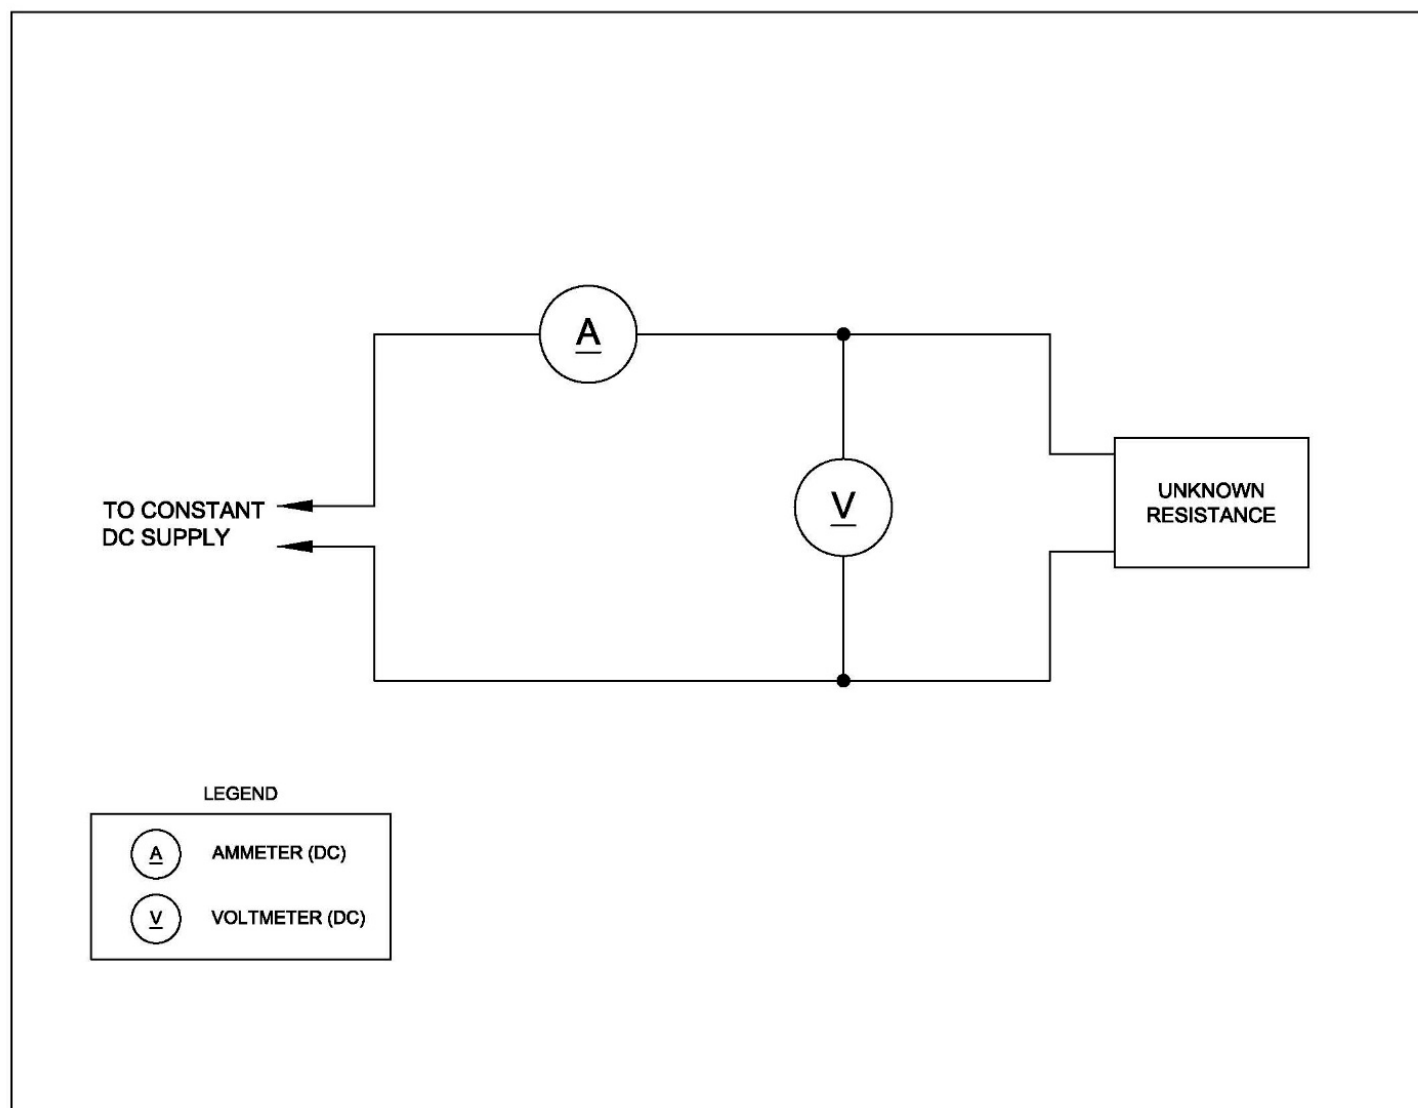 A
TO CONSTANT
DC SUPPLY
V
UNKNOWN
RESISTANCE
LEGEND
A AMMETER (DC)
V VOLTMETER (DC)